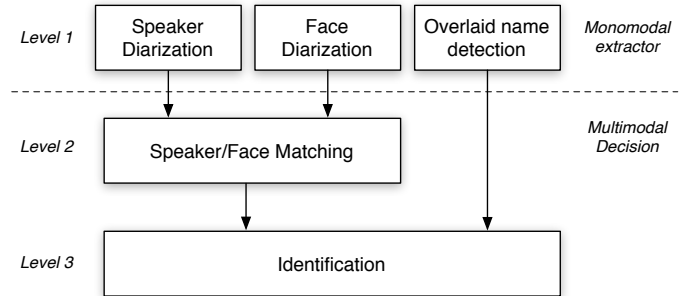 Level 1
Speaker
Diarization
Face
Diarization
Overlaid name
detection
Monomodal
extractor
Level 2
Speaker/Face Matching
Multimodal
Decision
Level 3
Identification